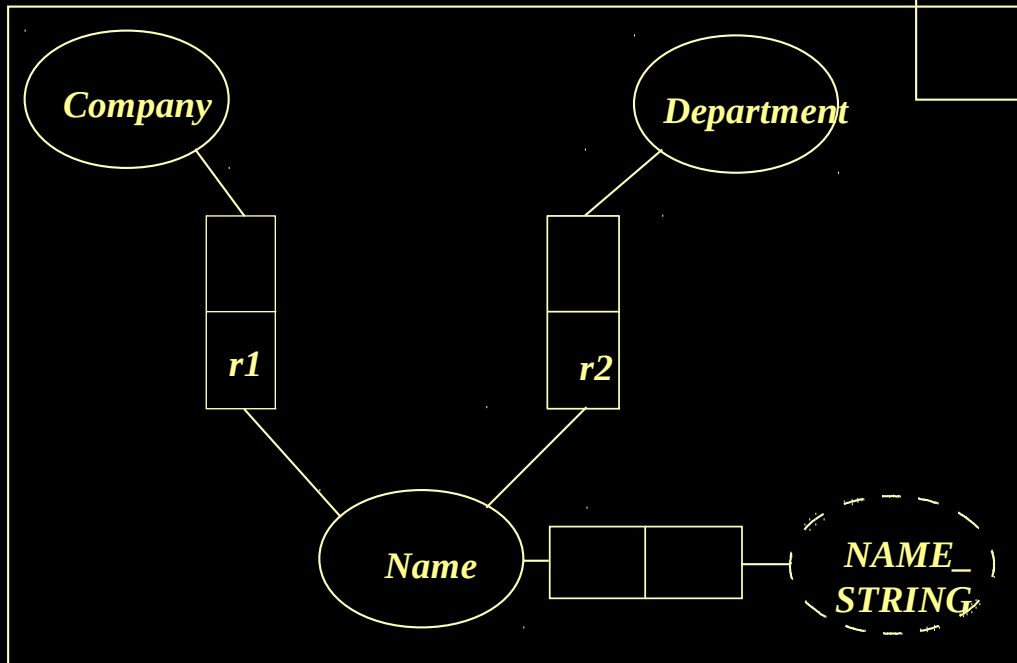 Company
Department
r1
r2
Name
NAME_
STRING